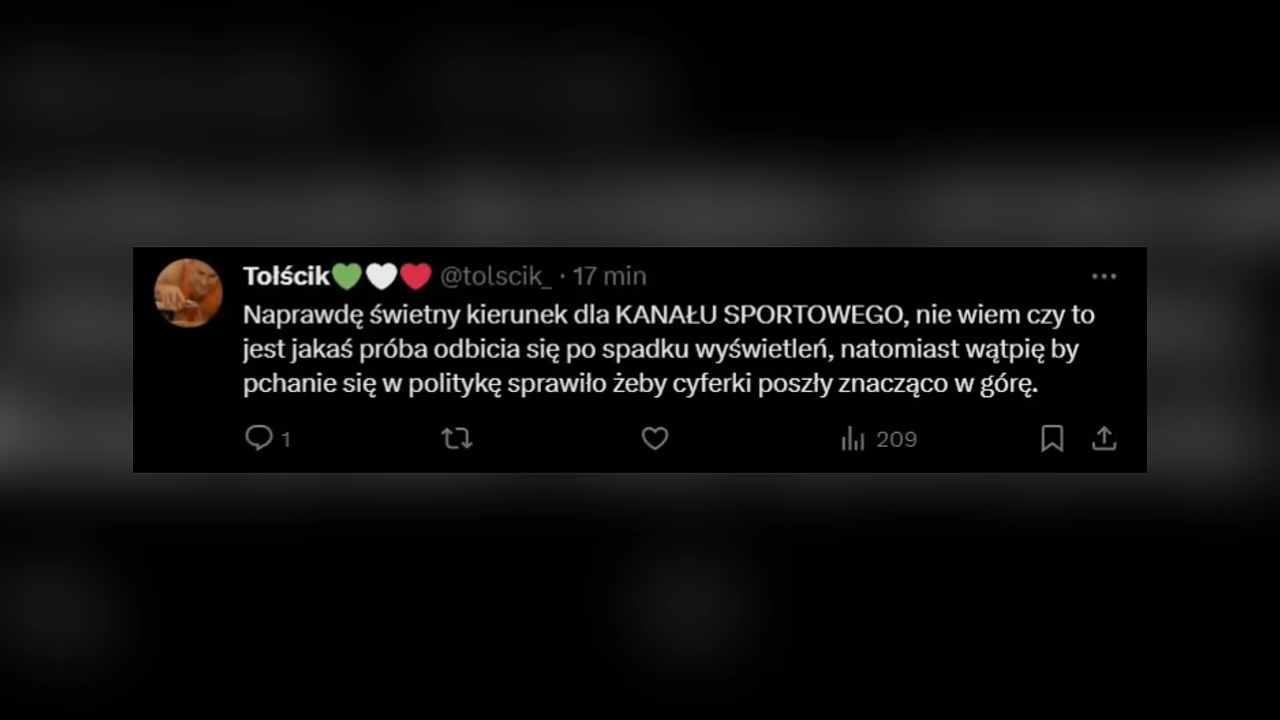 Tołścik💚🤍❤️ @tolscik_ · 17 min
Naprawdę świetny kierunek dla KANAŁU SPORTOWEGO, nie wiem czy to
jest jakaś próba odbicia się po spadku wyświetleń, natomiast wątpię by
pchanie się w politykę sprawiło żeby cyferki poszły znacząco w górę.
1 209